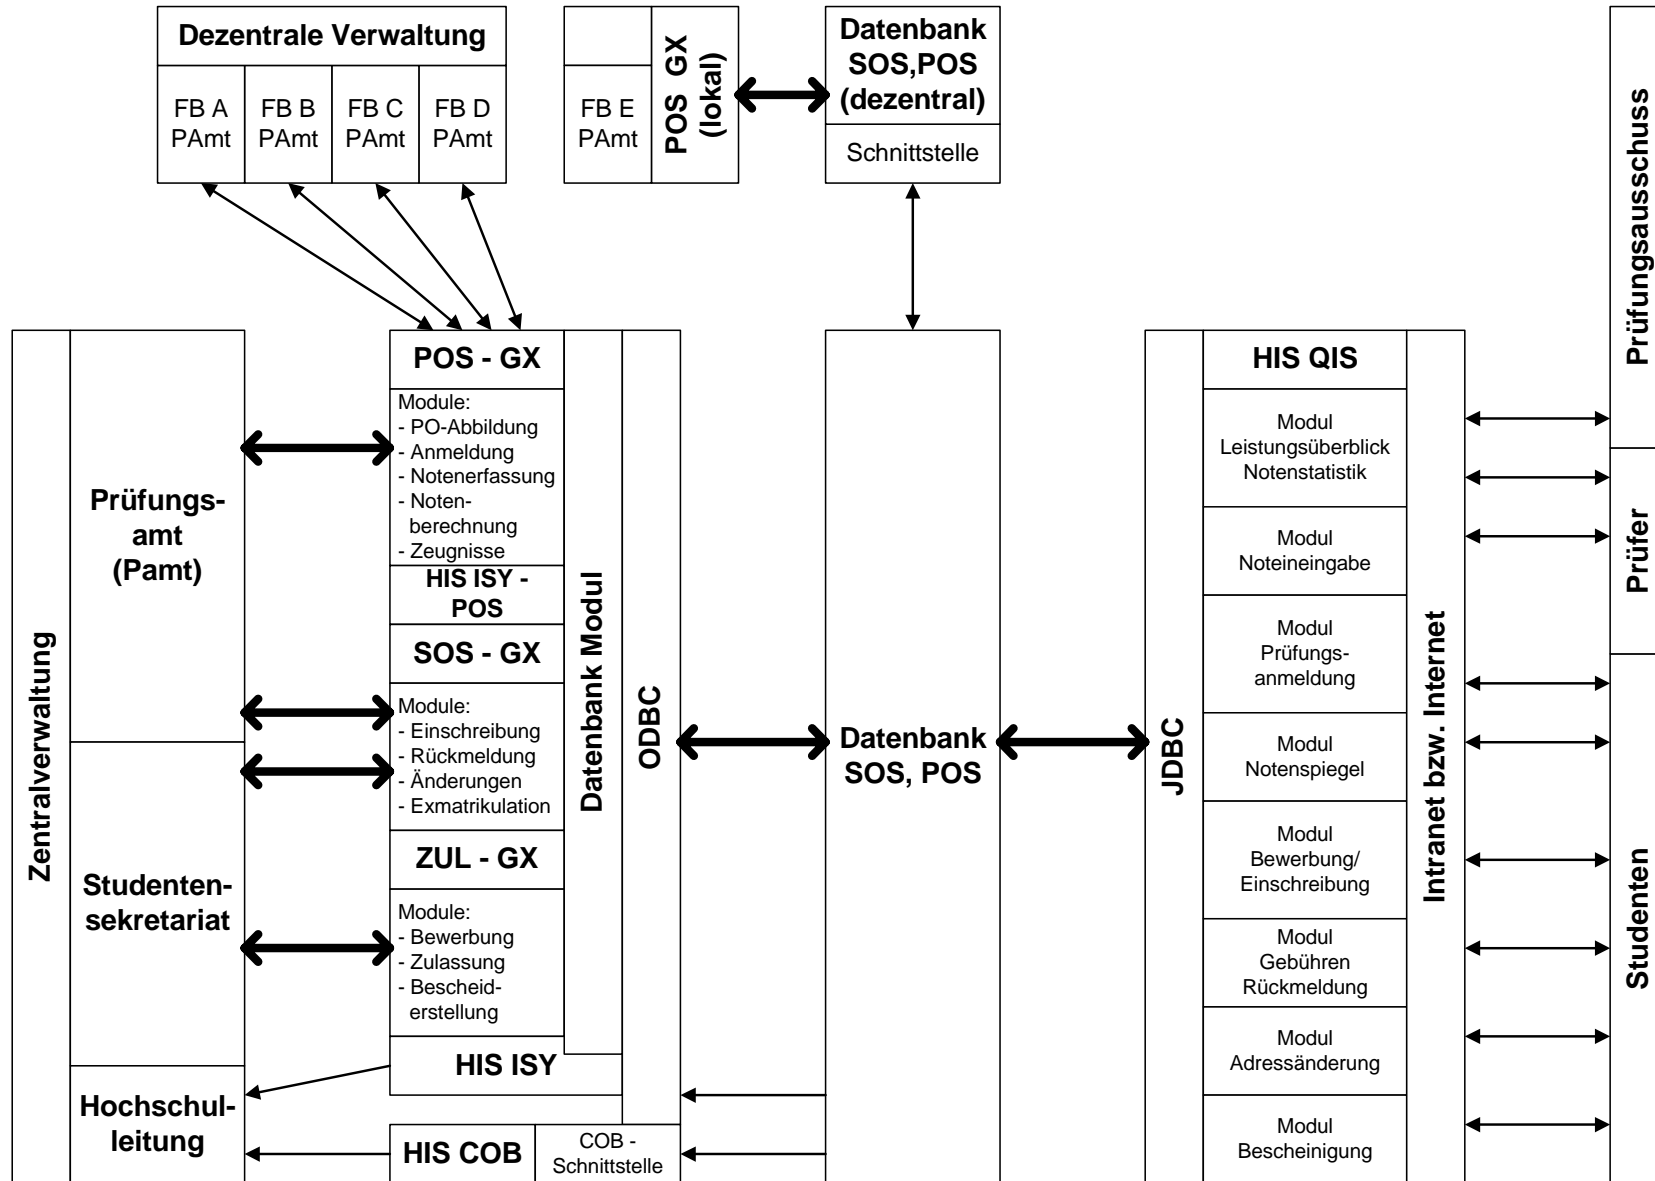 Dezentrale Verwaltung
FB A
PAmt
FB B
PAmt
FB C
PAmt
FB D
PAmt
FB E
PAmt
POS GX
(lokal)
Datenbank
SOS,POS
(dezentral)
Schnittstelle
Prüfungsausschuss
Prüfer
Studenten
Zentralverwaltung
Prüfungs-
amt
(Pamt)
Studenten-
sekretariat
Hochschul-
leitung
POS - GX
Module:
- PO-Abbildung
- Anmeldung
- Notenerfassung
- Noten-
berechnung
- Zeugnisse
HIS ISY -
POS
SOS - GX
Module:
- Einschreibung
- Rückmeldung
- Änderungen
- Exmatrikulation
ZUL - GX
Module:
- Bewerbung
- Zulassung
- Bescheid-
erstellung
HIS ISY
HIS COB
COB -
Schnittstelle
Datenbank Modul
ODBC
Datenbank
SOS, POS
JDBC
HIS QIS
Modul
Leistungsüberblick
Notenstatistik
Modul
Noteineingabe
Modul
Prüfungs-
anmeldung
Modul
Notenspiegel
Modul
Bewerbung/
Einschreibung
Modul
Gebühren
Rückmeldung
Modul
Adressänderung
Modul
Bescheinigung
Intranet bzw. Internet